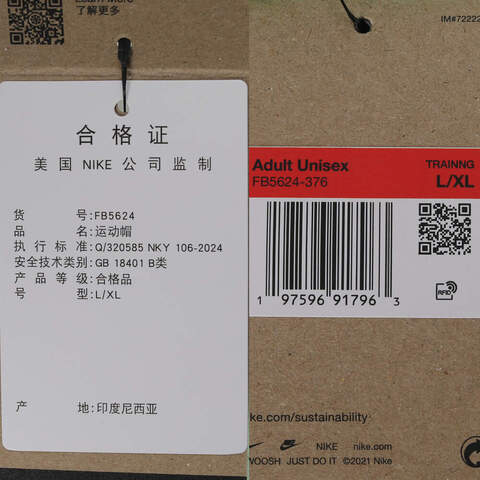 了解更多
合格证
美国 NIKE 公司监制
货 号:FB5624
品 名:运动帽
执行标准:Q/320585 NKY 106-2024
安全技术类别:GB 18401 B类
产品等级:合格品
号 型:L/XL
产 地:印度尼西亚
IM#72222
Adult Unisex
FB5624-376
TRAINNG
L/XL
1 97596 91796 3
RFID
ke.com/sustainability
NIKE nike.com
WOOSH JUST DO IT ©2021 Nike